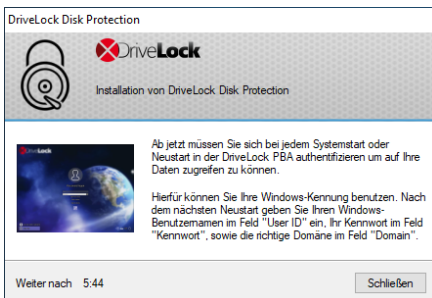 DriveLock Disk Protection
DriveLock
Installation von DriveLock Disk Protection
Ab jetzt müssen Sie sich bei jedem Systemstart oder
Neustart in der DriveLock PBA authentifizieren um auf Ihre
Daten zugreifen zu können.
Hierfür können Sie Ihre Windows-Kennung benutzen. Nach
dem nächsten Neustart geben Sie Ihren Windows-
Benutzernamen im Feld "User ID" ein, Ihr Kennwort im Feld
"Kennwort", sowie die richtige Domäne im Feld "Domain".
Weiter nach 5:44
Schließen